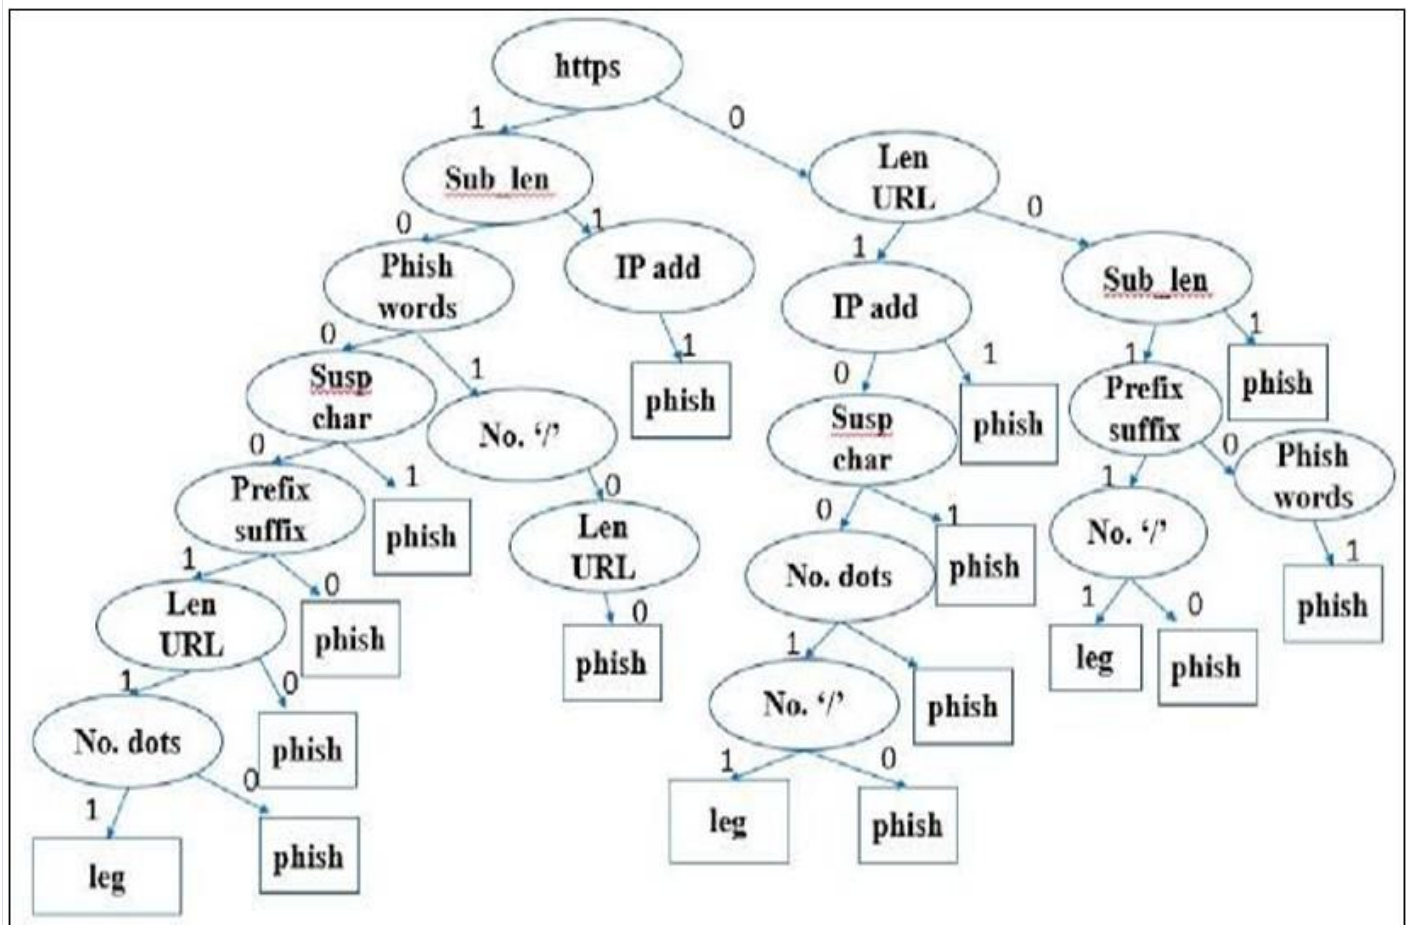 https
1
0
Len
URL
Sub_len
0
1
0
Phish
words
IP add
1
IP add
Sub_len
0
1
1
0
1
1
1
Susp
char
No. ‘/’
phish
Susp
char
phish
Prefix
suffix
phish
0
1
0
0
1
0
Phish
words
Prefix
suffix
phish
Len
URL
No. dots
phish
No. ‘/’
1
0
0
1
1
0
1
Len
URL
phish
phish
No. ‘/’
phish
leg
phish
phish
1
0
1
0
No. dots
phish
leg
phish
1
0
leg
phish